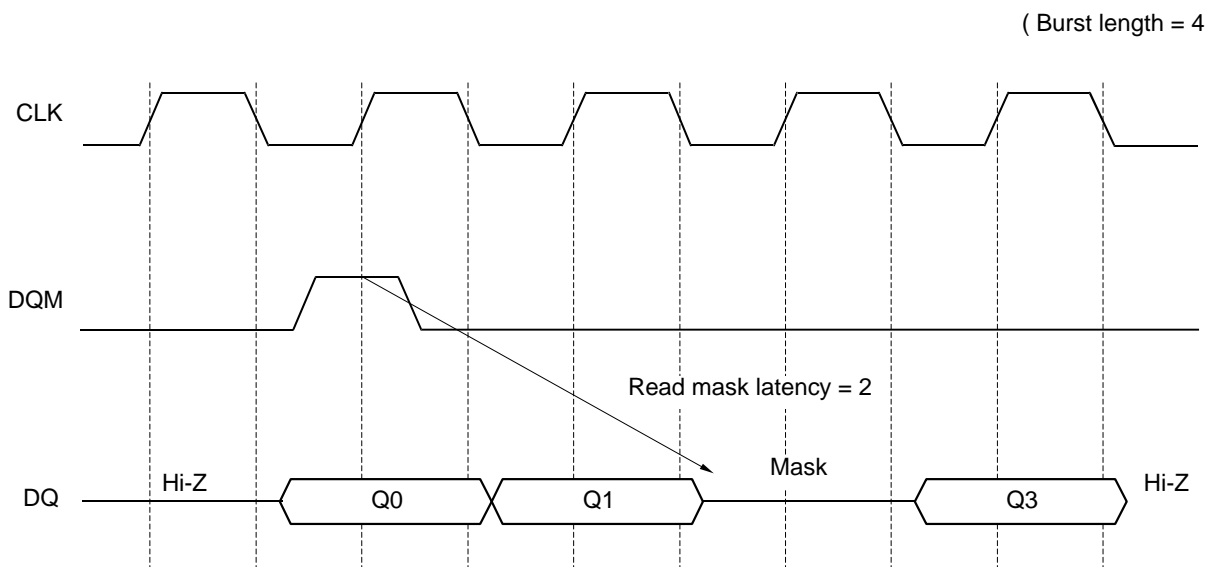 ( Burst length = 4
CLK
DQM
Read mask latency = 2
Mask
Hi-Z
Hi-Z
DQ
Q0
Q1
Q3